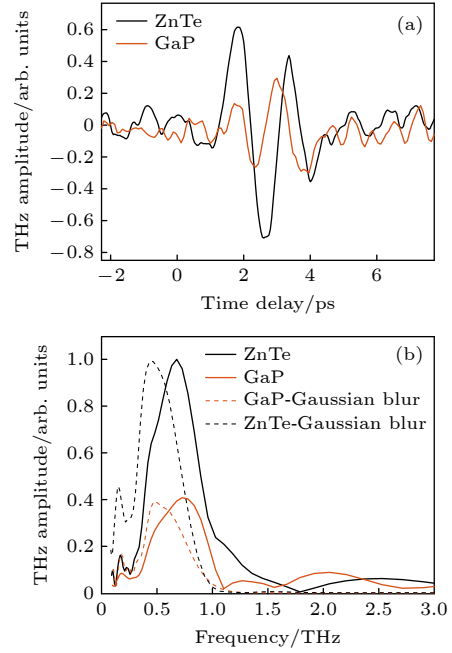 (a)
ZnTe
GaP
THz amplitude/arb. units
0.6
0.4
0.2
0
−0.2
−0.4
−0.6
−0.8
−2
0
2
4
6
Time delay/ps
(b)
ZnTe
GaP
GaP-Gaussian blur
ZnTe-Gaussian blur
THz amplitude/arb. units
1.0
0.8
0.6
0.4
0.2
0
0
0.5
1.0
1.5
2.0
2.5
3.0
Frequency/THz